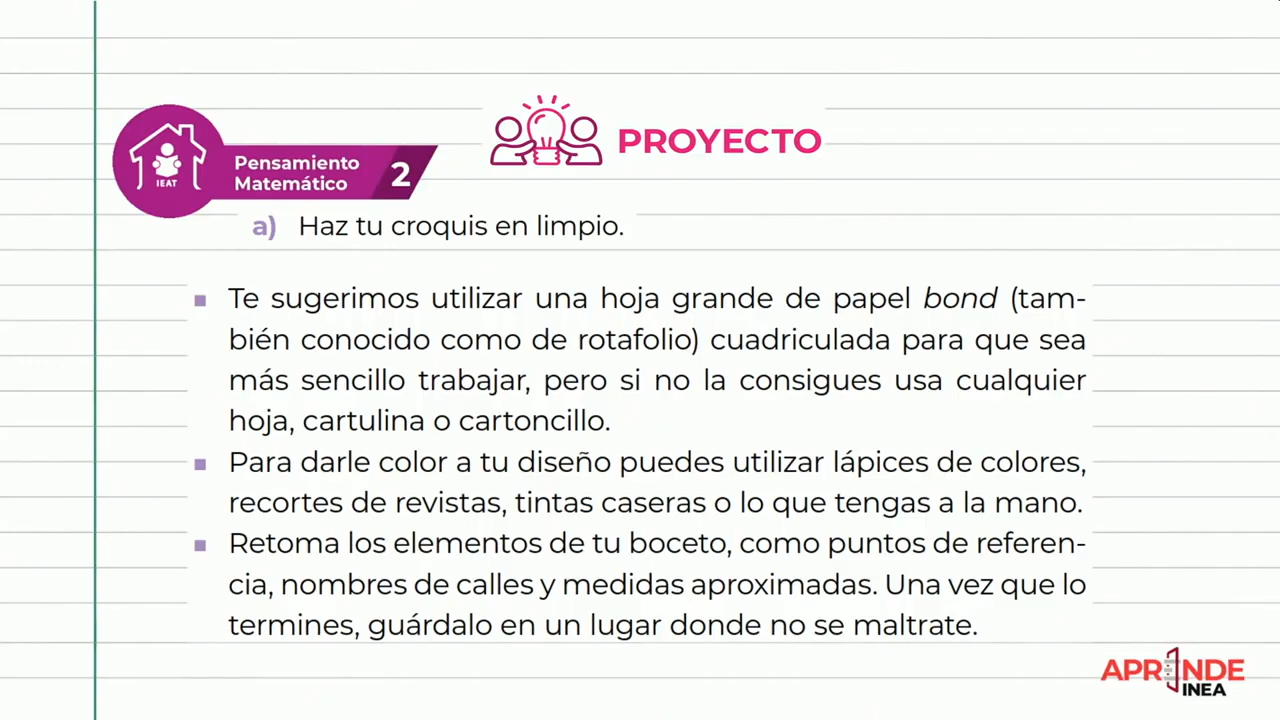 PROYECTO
Pensamiento
Matemático 2
IEAT
a) Haz tu croquis en limpio.
▪ Te sugerimos utilizar una hoja grande de papel bond (tam-
bién conocido como de rotafolio) cuadriculada para que sea
más sencillo trabajar, pero si no la consigues usa cualquier
hoja, cartulina o cartoncillo.
▪ Para darle color a tu diseño puedes utilizar lápices de colores,
recortes de revistas, tintas caseras o lo que tengas a la mano.
▪ Retoma los elementos de tu boceto, como puntos de referen-
cia, nombres de calles y medidas aproximadas. Una vez que lo
termines, guárdalo en un lugar donde no se maltrate.
APRENDE
INEA